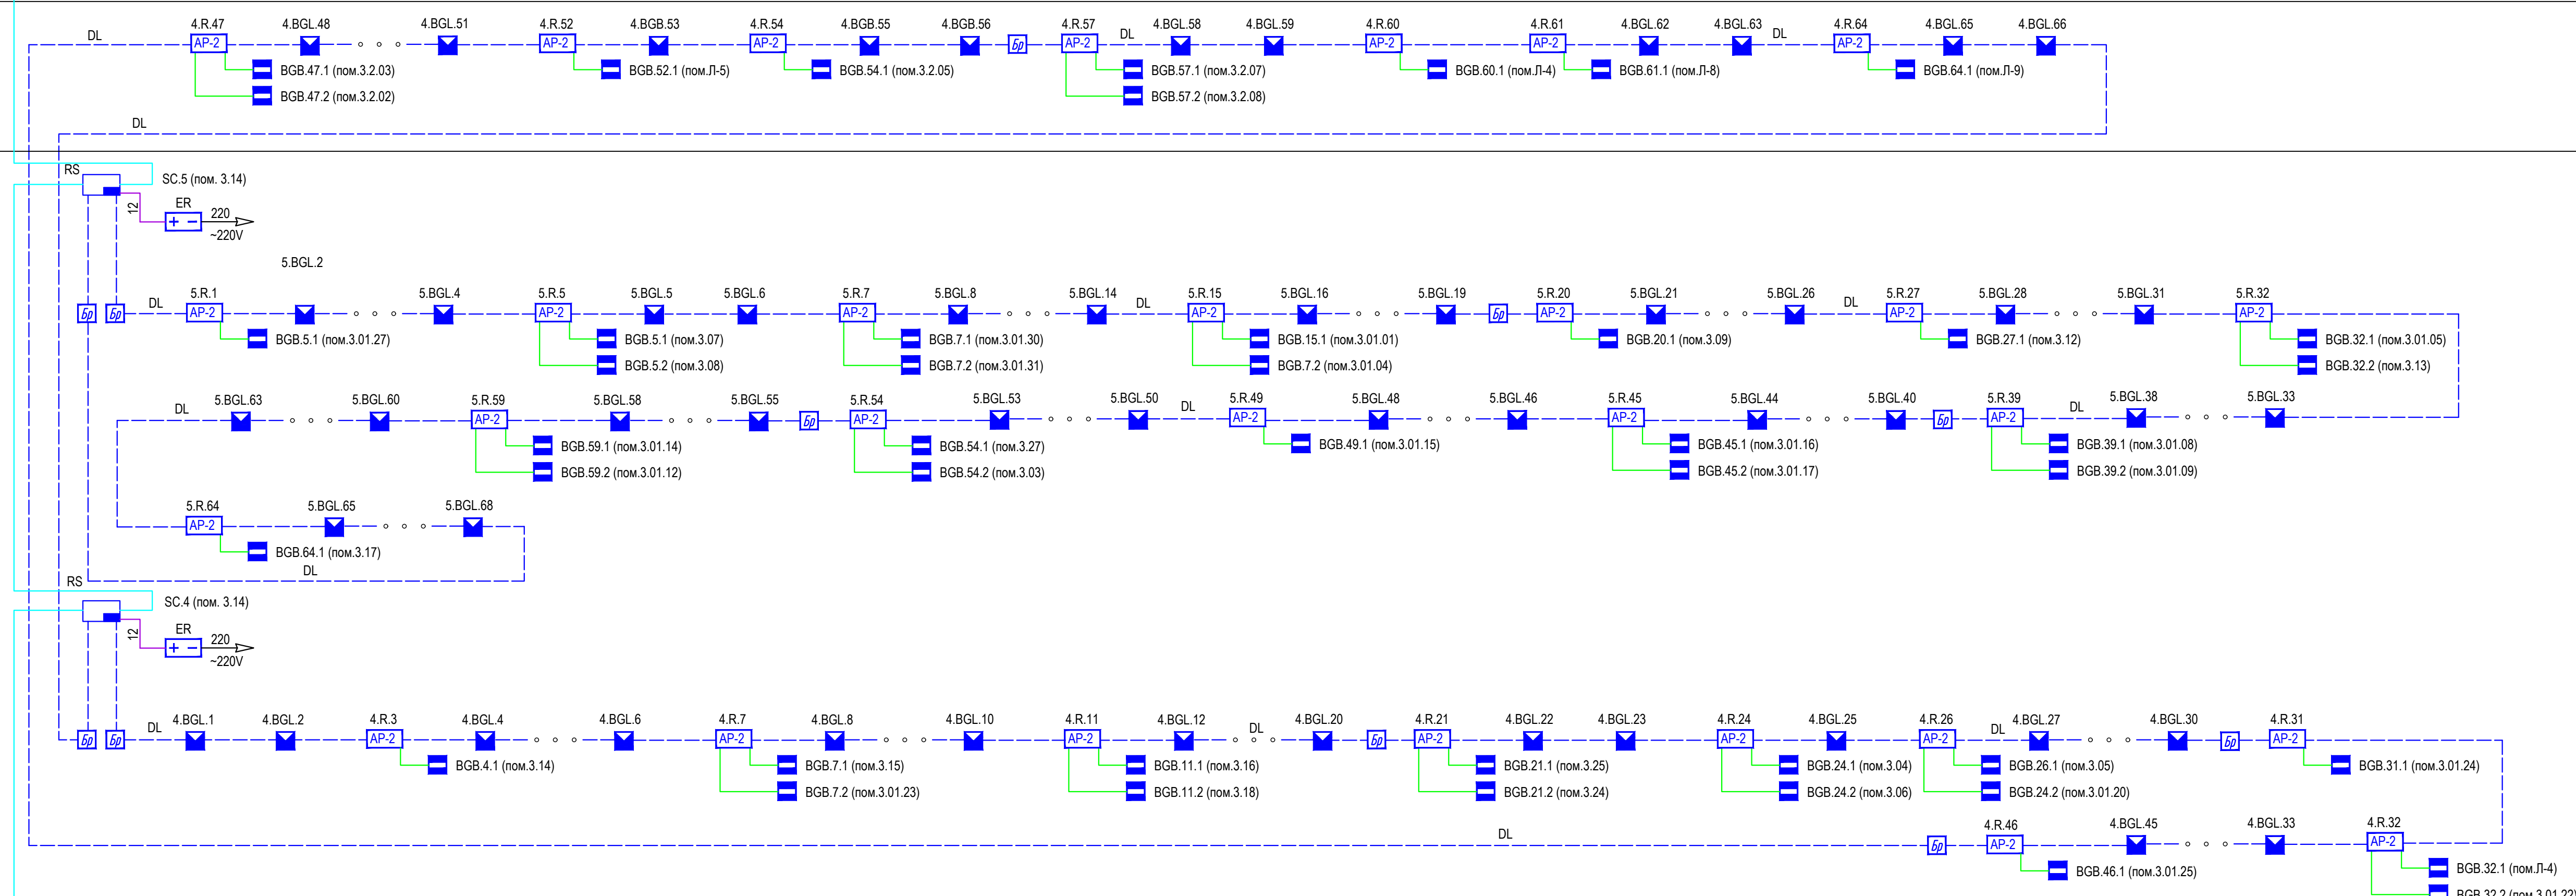 4.R.47 4.BGL.48 4.BGL.51 4.R.52 4.BGB.53 4.R.54 4.BGB.55 4.BGB.56 4.R.57 4.BGL.58 4.BGL.59 4.R.60 4.R.61 4.BGL.62 4.BGL.63 4.R.64 4.BGL.65 4.BGL.66
DL AP-2 AP-2 AP-2 Бр AP-2 DL AP-2 AP-2 DL AP-2
BGB.47.1 (пом.3.2.03) BGB.52.1 (пом.Л-5) BGB.54.1 (пом.3.2.05) BGB.57.1 (пом.3.2.07) BGB.60.1 (пом.Л-4) BGB.61.1 (пом.Л-8) BGB.64.1 (пом.Л-9)
BGB.47.2 (пом.3.2.02) BGB.57.2 (пом.3.2.08)
DL
RS
SC.5 (пом. 3.14)
12 ER 220
~220V
5.BGL.2
5.R.1 5.BGL.4 5.R.5 5.BGL.5 5.BGL.6 5.R.7 5.BGL.8 5.BGL.14 5.R.15 5.BGL.16 5.BGL.19 5.R.20 5.BGL.21 5.BGL.26 5.R.27 5.BGL.28 5.BGL.31 5.R.32
Бр Бр DL AP-2 AP-2 AP-2 DL AP-2 Бр AP-2 DL AP-2 AP-2
BGB.5.1 (пом.3.01.27) BGB.5.1 (пом.3.07) BGB.7.1 (пом.3.01.30) BGB.15.1 (пом.3.01.01) BGB.20.1 (пом.3.09) BGB.27.1 (пом.3.12) BGB.32.1 (пом.3.01.05)
BGB.5.2 (пом.3.08) BGB.7.2 (пом.3.01.31) BGB.7.2 (пом.3.01.04) BGB.32.2 (пом.3.13)
5.BGL.63 5.BGL.60 5.R.59 5.BGL.58 5.BGL.55 5.R.54 5.BGL.53 5.BGL.50 5.R.49 5.BGL.48 5.BGL.46 5.R.45 5.BGL.44 5.BGL.40 5.R.39 5.BGL.38 5.BGL.33
DL AP-2 Бр AP-2 DL AP-2 AP-2 Бр AP-2 DL
BGB.59.1 (пом.3.01.14) BGB.54.1 (пом.3.27) BGB.49.1 (пом.3.01.15) BGB.45.1 (пом.3.01.16) BGB.39.1 (пом.3.01.08)
BGB.59.2 (пом.3.01.12) BGB.54.2 (пом.3.03) BGB.45.2 (пом.3.01.17) BGB.39.2 (пом.3.01.09)
5.R.64 5.BGL.65 5.BGL.68
AP-2
BGB.64.1 (пом.3.17)
DL
RS
SC.4 (пом. 3.14)
12 ER 220
~220V
4.BGL.1 4.BGL.2 4.R.3 4.BGL.4 4.BGL.6 4.R.7 4.BGL.8 4.BGL.10 4.R.11 4.BGL.12 4.BGL.20 4.R.21 4.BGL.22 4.BGL.23 4.R.24 4.BGL.25 4.R.26 4.BGL.27 4.BGL.30 4.R.31
Бр Бр DL AP-2 AP-2 AP-2 DL Бр AP-2 AP-2 AP-2 DL Бр AP-2
BGB.4.1 (пом.3.14) BGB.7.1 (пом.3.15) BGB.11.1 (пом.3.16) BGB.21.1 (пом.3.25) BGB.24.1 (пом.3.04) BGB.26.1 (пом.3.05) BGB.31.1 (пом.3.01.24)
BGB.7.2 (пом.3.01.23) BGB.11.2 (пом.3.18) BGB.21.2 (пом.3.24) BGB.24.2 (пом.3.06) BGB.24.2 (пом.3.01.20)
4.R.46 4.BGL.45 4.BGL.33 4.R.32
DL Бр AP-2 AP-2
BGB.46.1 (пом.3.01.25) BGB.32.1 (пом.Л-4)